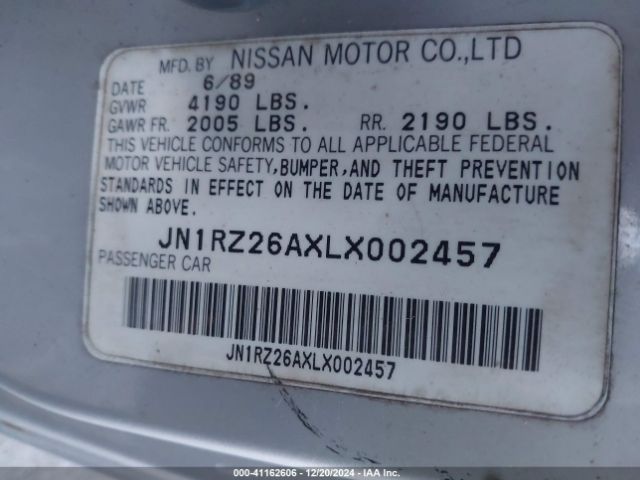 MFD. BY NISSAN MOTOR CO.,LTD
DATE 6/89
GVWR 4190 LBS.
GAWR FR. 2005 LBS. RR. 2190 LBS.
THIS VEHICLE CONFORMS TO ALL APPLICABLE FEDERAL
MOTOR VEHICLE SAFETY,BUMPER,AND THEFT PREVENTION
STANDARDS IN EFFECT ON THE DATE OF MANUFACTURE
SHOWN ABOVE.
JN1RZ26AXLX002457
PASSENGER CAR
JN1RZ26AXLX002457
000-41162606 - 12/20/2024 - IAA Inc.